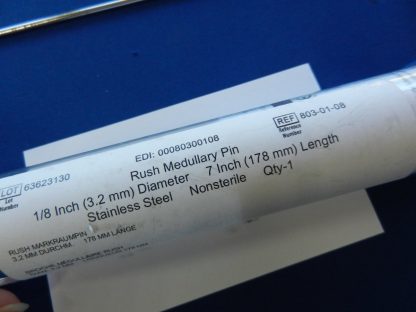 EDI: 00080300108
REF 803-01-08
Reference
Number
LOT 63623130
Lot
Number
Rush Medullary Pin
1/8 Inch (3.2 mm) Diameter 7 Inch (178 mm) Length
Stainless Steel Nonsterile Qty-1
RUSH MARKRAUMPIN
3.2 MM DURCHM. 178 MM LANGE